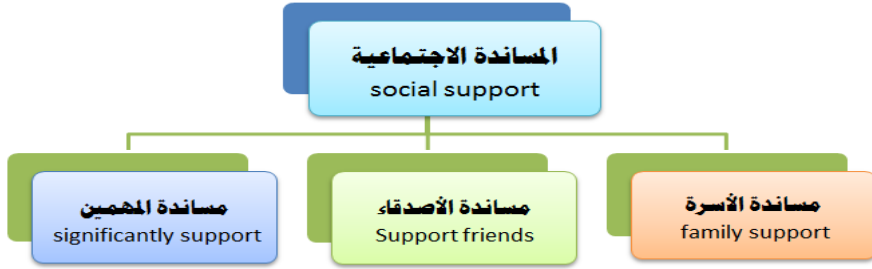 المساندة الاجتماعية
social support
مساندة الأسرة
family support
مساندة الأصدقاء
Support friends
مساندة المهمين
significantly support